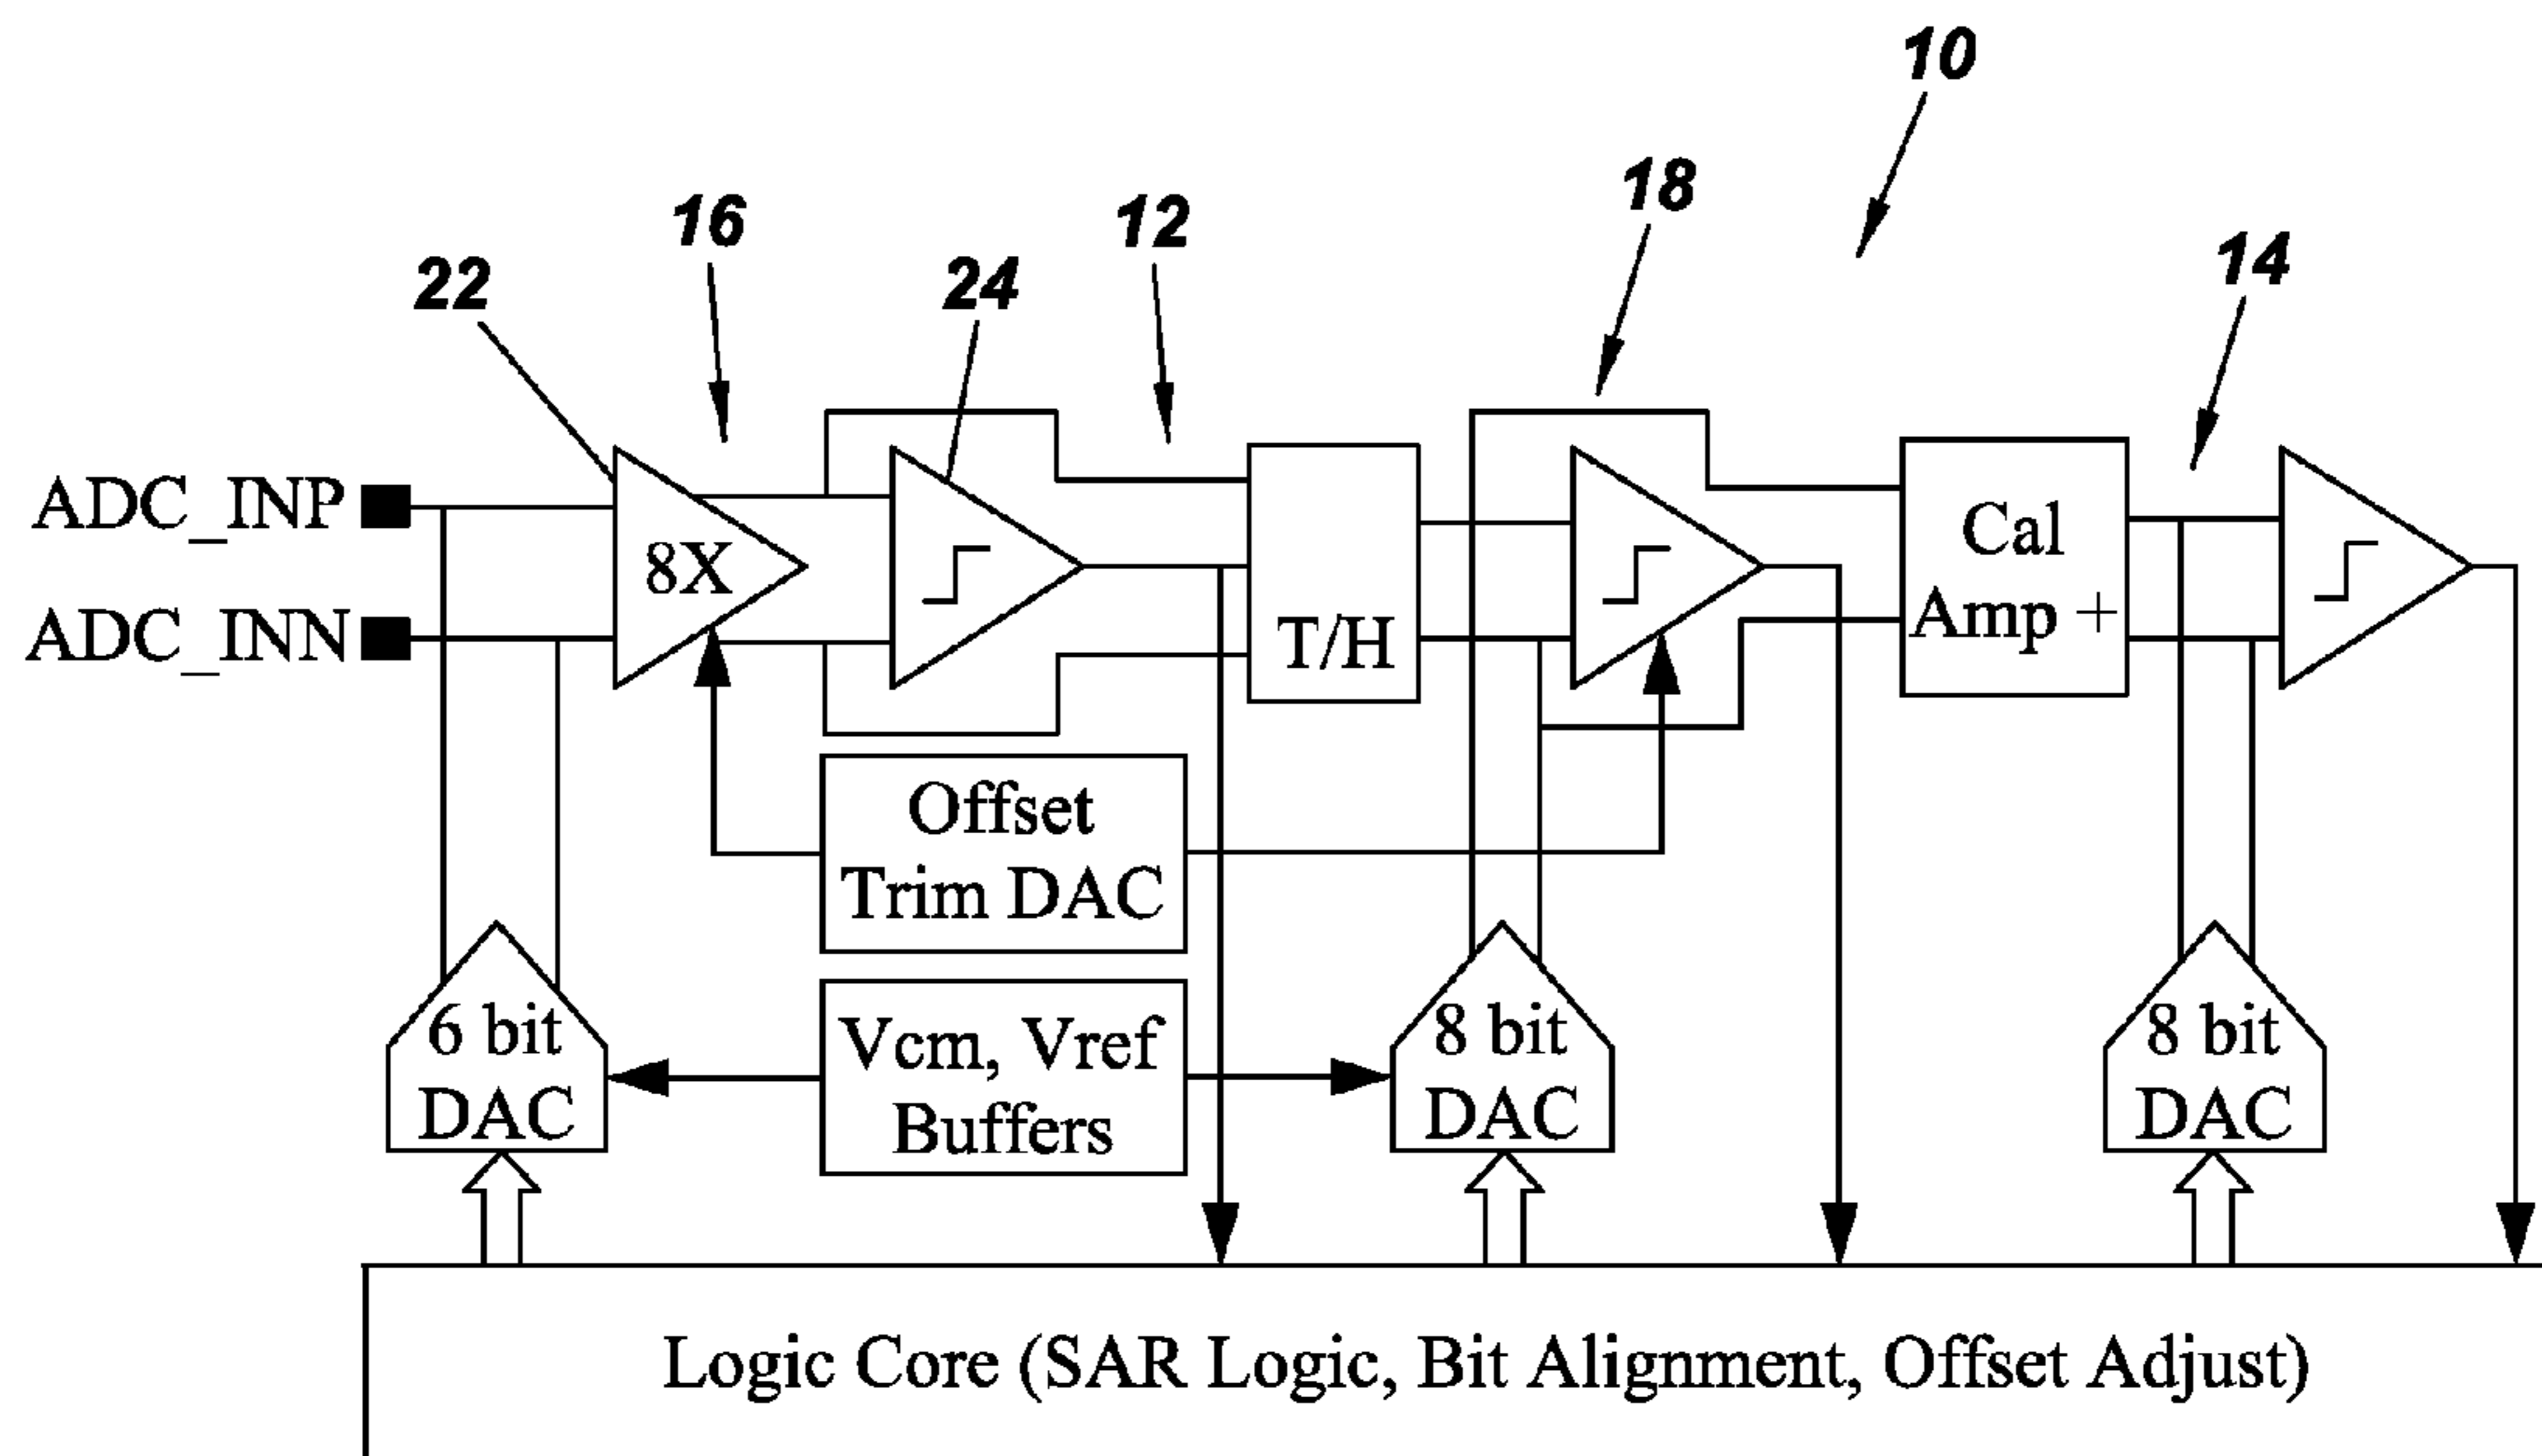 10
18
16
12
14
22
24
ADC_INP
8X
Cal
Amp +
ADC_INN
T/H
Offset
Trim DAC
6 bit
DAC
Vcm, Vref
Buffers
8 bit
DAC
8 bit
DAC
Logic Core (SAR Logic, Bit Alignment, Offset Adjust)